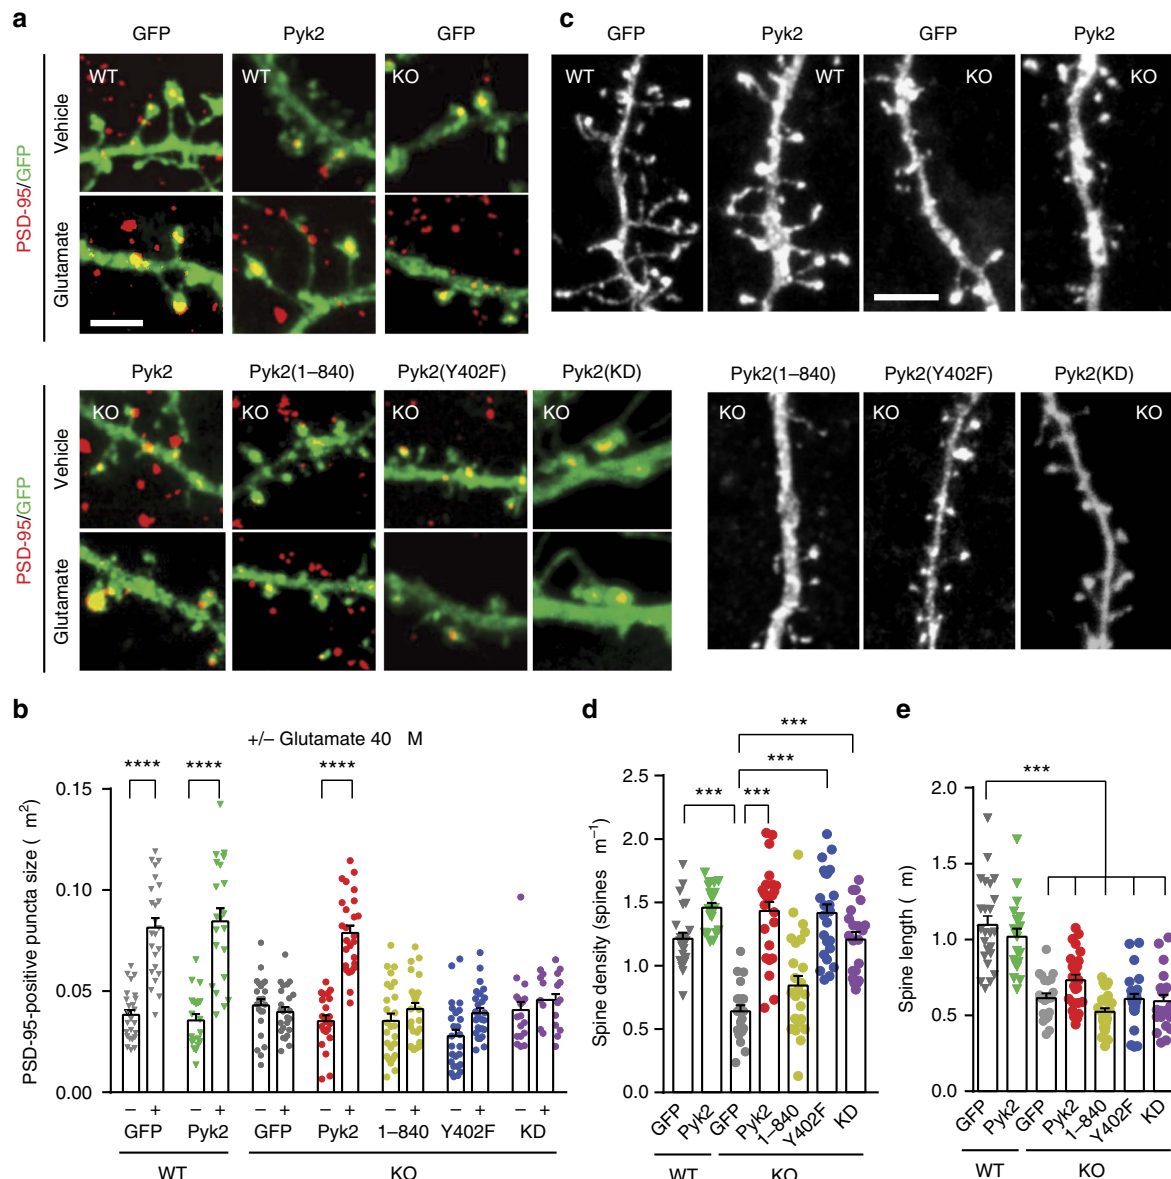 a
GFP Pyk2 GFP
WT WT KO
Vehicle
Glutamate
PSD-95/GFP
Pyk2 Pyk2(1–840) Pyk2(Y402F) Pyk2(KD)
KO KO KO KO
Vehicle
Glutamate
PSD-95/GFP
c
GFP Pyk2 GFP Pyk2
WT WT KO KO
Pyk2(1–840) Pyk2(Y402F) Pyk2(KD)
KO KO KO
b
+/– Glutamate 40 M
**** **** ****
PSD-95-positive puncta size ( m²)
0.15
0.10
0.05
0.00
– + – + – + – + – + – + – +
GFP Pyk2 GFP Pyk2 1–840 Y402F KD
WT KO
d
***
***
*** ***
Spine density (spines m⁻¹)
2.5
2.0
1.5
1.0
0.5
0.0
GFP Pyk2 GFP Pyk2 1–840 Y402F KD
WT KO
e
***
Spine length ( m)
2.0
1.5
1.0
0.5
0.0
GFP Pyk2 GFP Pyk2 1–840 Y402F KD
WT KO